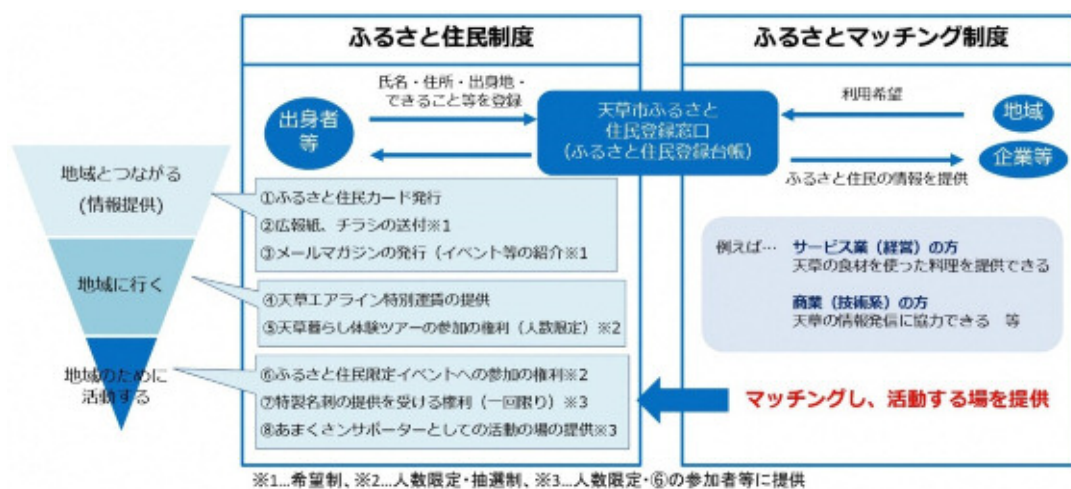 ふるさと住民制度
ふるさとマッチング制度
氏名・住所・出身地・
できること等を登録
出身者
等
天草市ふるさと
住民登録窓口
(ふるさと住民登録台帳)
利用希望
地域
企業等
ふるさと住民の情報を提供
地域とつながる
(情報提供)
地域に行く
地域のために
活動する
①ふるさと住民カード発行
②広報紙、チラシの送付※1
③メールマガジンの発行(イベント等の紹介※1
④天草エアライン特別運賃の提供
⑤天草暮らし体験ツアーの参加の権利(人数限定)※2
⑥ふるさと住民限定イベントへの参加の権利※2
⑦特製名刺の提供を受ける権利(一回限り)※3
⑧あまくさンサポーターとしての活動の場の提供※3
例えば… サービス業(経営)の方
天草の食材を使った料理を提供できる
商業(技術系)の方
天草の情報発信に協力できる 等
マッチングし、活動する場を提供
※1…希望制、※2…人数限定・抽選制、※3…人数限定・⑥の参加者等に提供